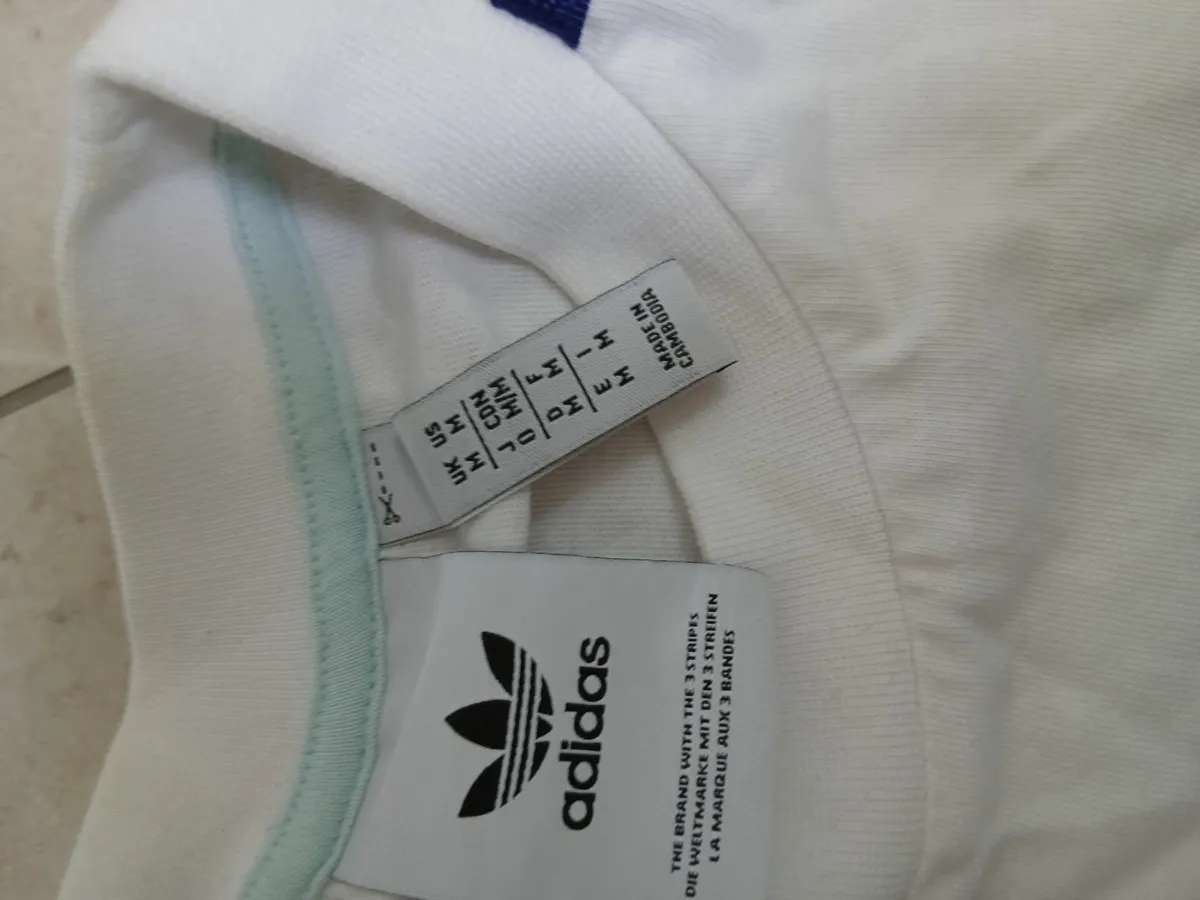 UK US
M M
J CDN
O M/M
D F
M M
E I
M M
MADE IN
CAMBODIA
adidas
THE BRAND WITH THE 3 STRIPES
DIE WELTMARKE MIT DEN 3 STREIFEN
LA MARQUE AUX 3 BANDES